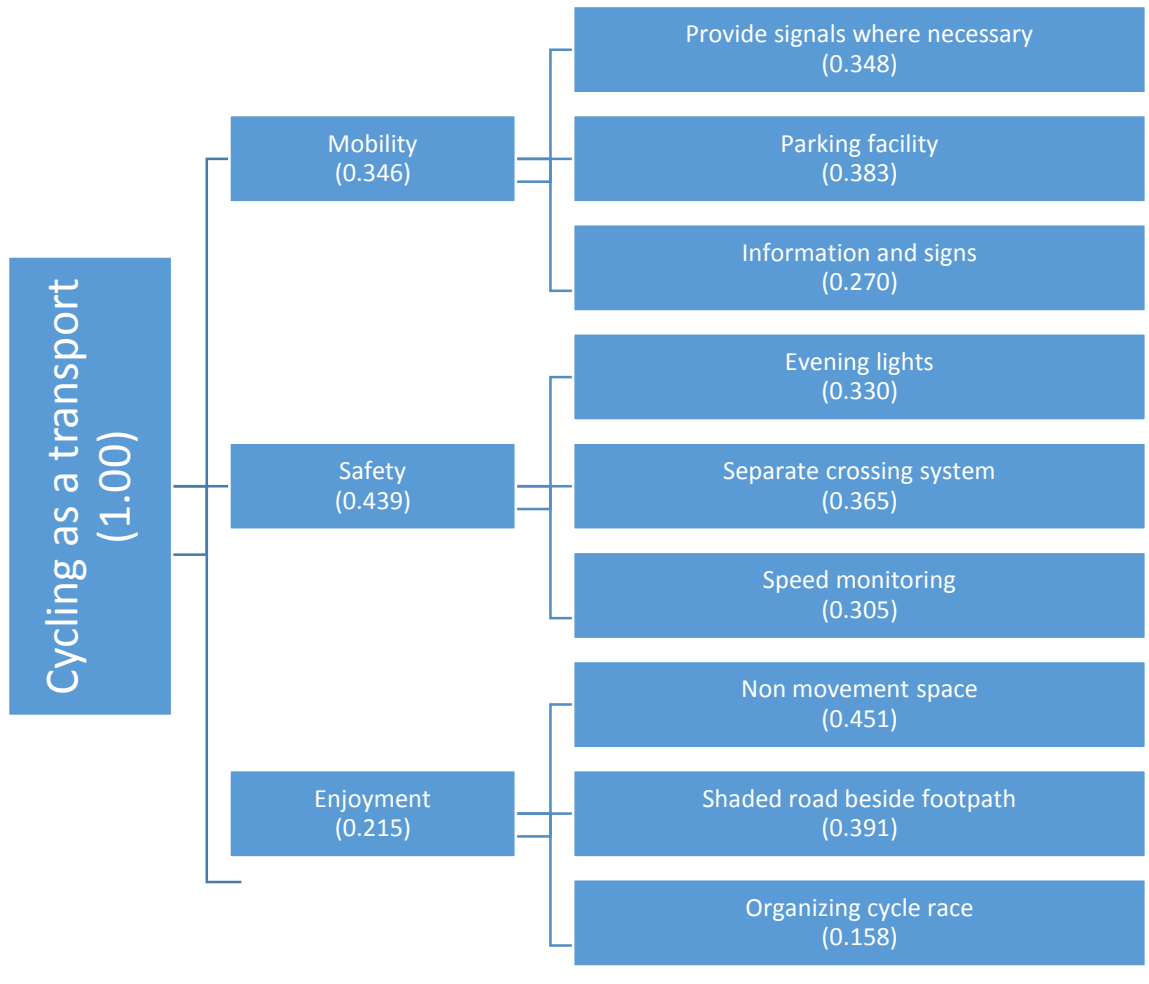 Cycling as a transport
(1.00)
Mobility
(0.346)
Provide signals where necessary
(0.348)
Parking facility
(0.383)
Information and signs
(0.270)
Safety
(0.439)
Evening lights
(0.330)
Separate crossing system
(0.365)
Speed monitoring
(0.305)
Enjoyment
(0.215)
Non movement space
(0.451)
Shaded road beside footpath
(0.391)
Organizing cycle race
(0.158)